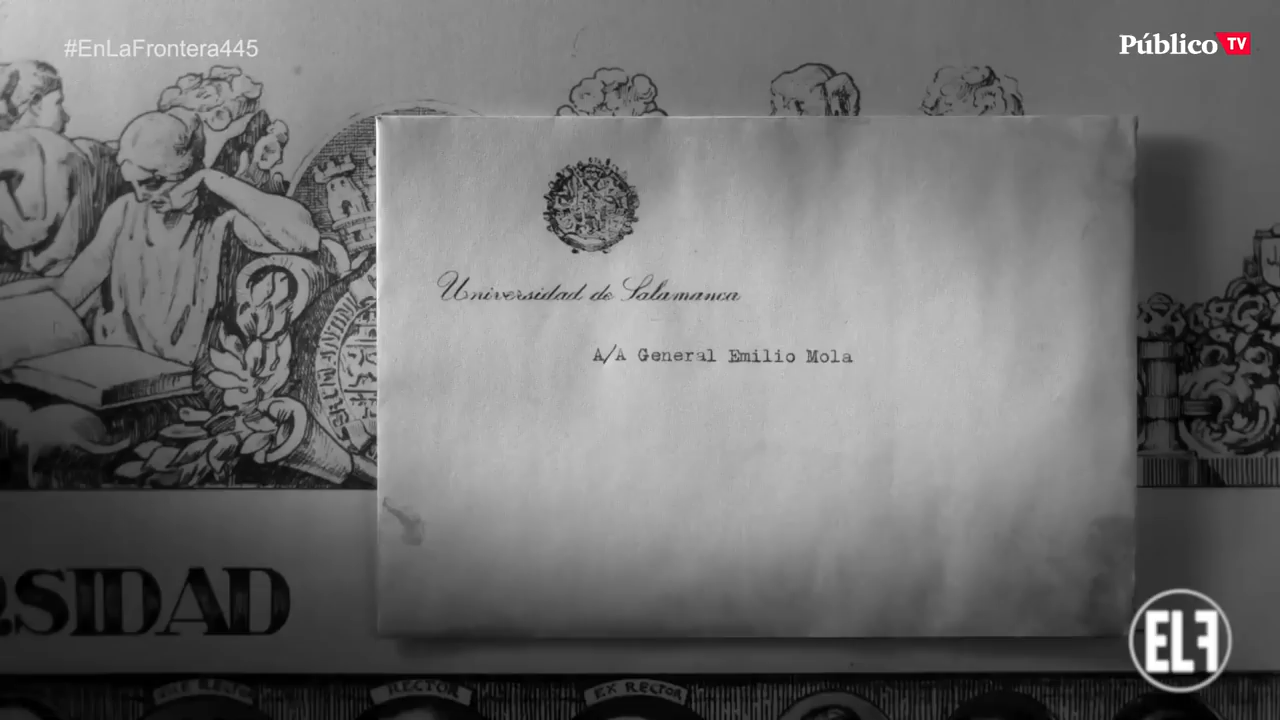 #EnLaFrontera445
Público TV
Universidad de Salamanca
A/A General Emilio Mola
RSIDAD
RECTOR
EX RECTOR
ELF